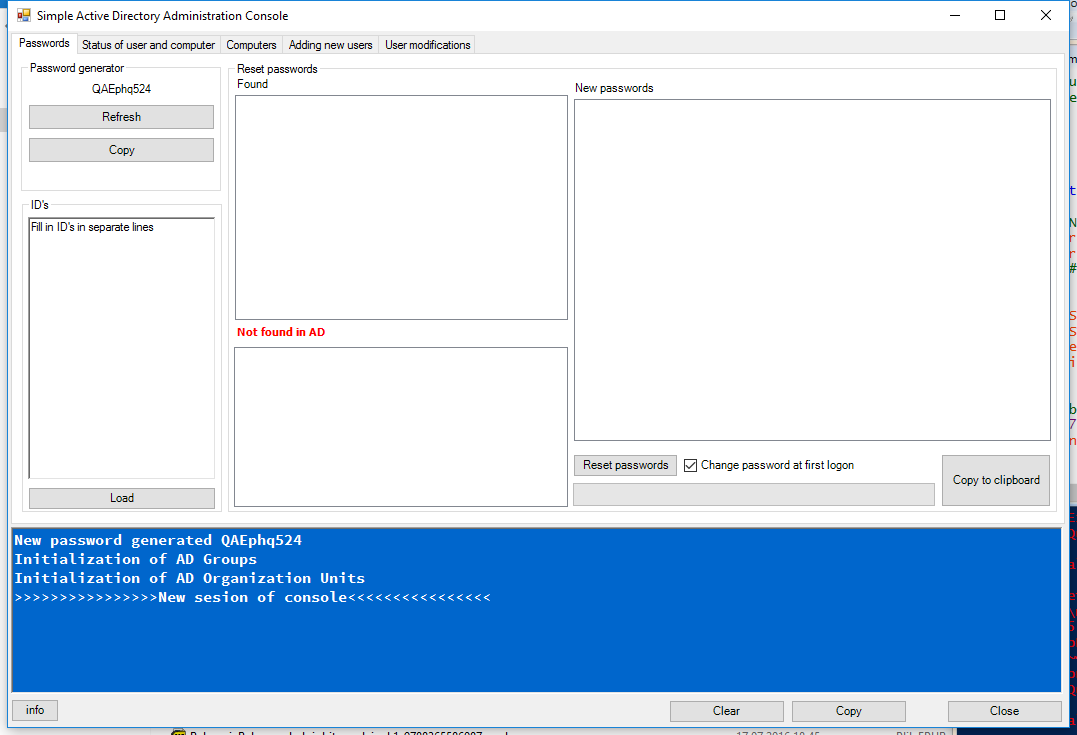 Simple Active Directory Administration Console
Passwords Status of user and computer Computers Adding new users User modifications
Password generator
QAEphq524
Refresh
Copy
ID's
Fill in ID's in separate lines
Load
Reset passwords
Found
Not found in AD
New passwords
Reset passwords Change password at first logon
Copy to clipboard
New password generated QAEphq524
Initialization of AD Groups
Initialization of AD Organization Units
>>>>>>>>>>>>>>>>New sesion of console<<<<<<<<<<<<<<<<
info Clear Copy Close